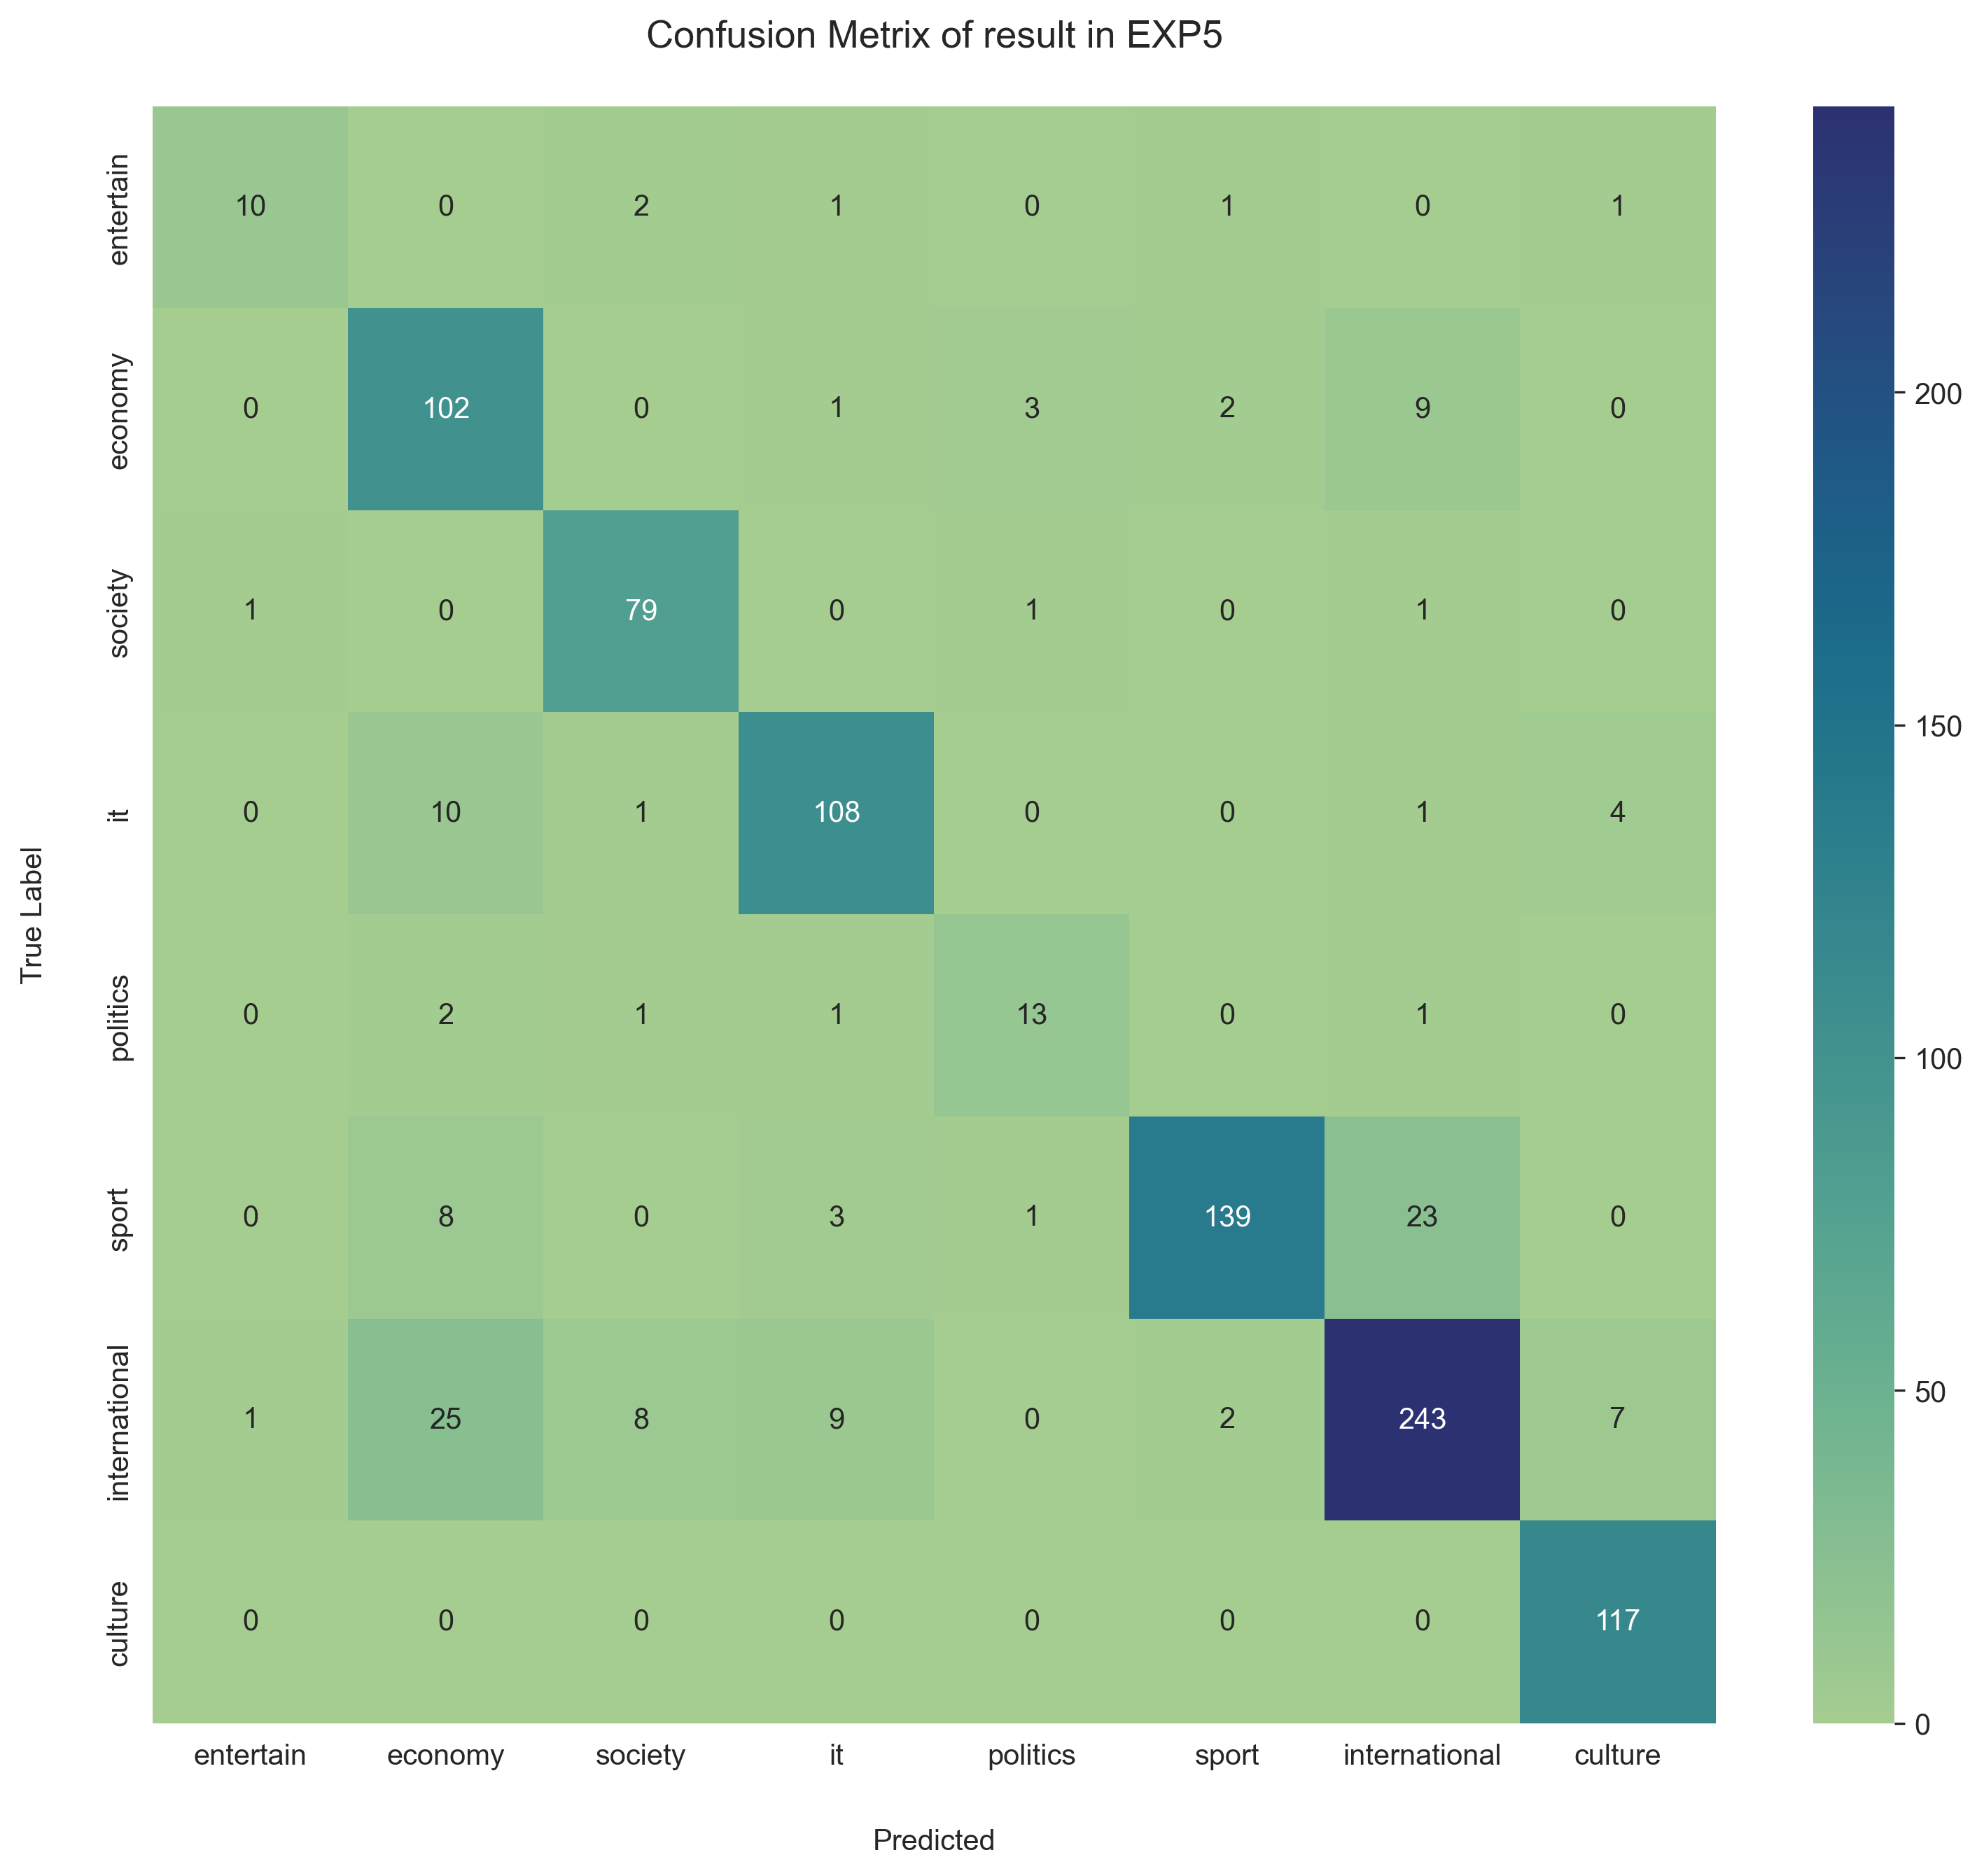 Confusion Metrix of result in EXP5
True Label
entertain 10 0 2 1 0 1 0 1
economy 0 102 0 1 3 2 9 0
society 1 0 79 0 1 0 1 0
it 0 10 1 108 0 0 1 4
politics 0 2 1 1 13 0 1 0
sport 0 8 0 3 1 139 23 0
international 1 25 8 9 0 2 243 7
culture 0 0 0 0 0 0 0 117
entertain economy society it politics sport international culture
Predicted
200
150
100
50
0